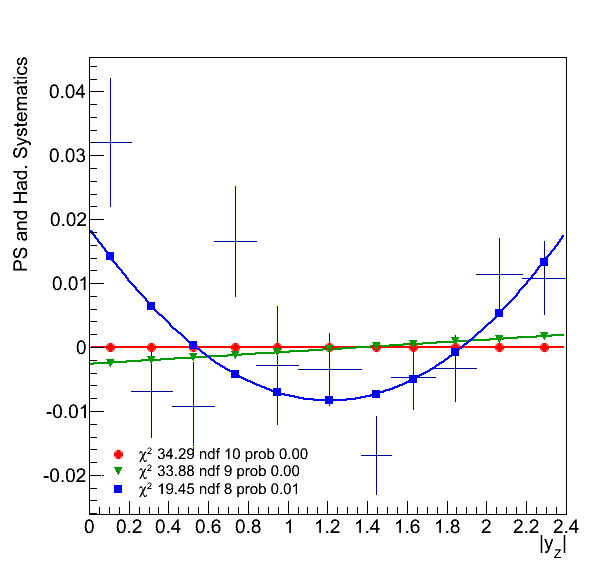 PS and Had. Systematics
0.04
0.03
0.02
0.01
0
-0.01
-0.02
χ² 34.29 ndf 10 prob 0.00
χ² 33.88 ndf 9 prob 0.00
χ² 19.45 ndf 8 prob 0.01
0 0.2 0.4 0.6 0.8 1 1.2 1.4 1.6 1.8 2 2.2 2.4
|y_Z|